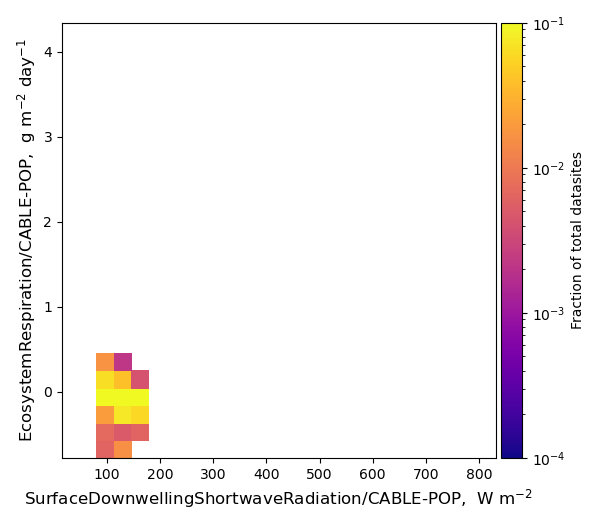 EcosystemRespiration/CABLE-POP,  g m⁻² day⁻¹
4
3
2
1
0
100 200 300 400 500 600 700 800
SurfaceDownwellingShortwaveRadiation/CABLE-POP,  W m⁻²
10⁻¹
10⁻²
10⁻³
10⁻⁴
Fraction of total datasites